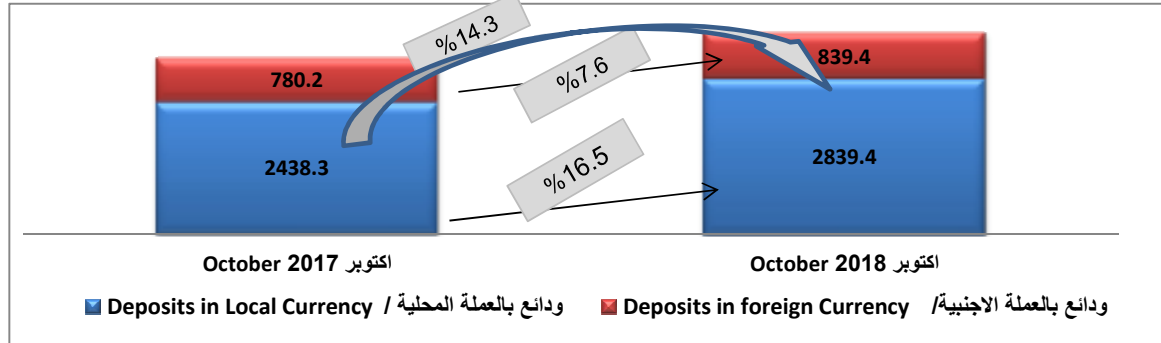 %14.3
780.2
%7.6
839.4
2438.3
%16.5
2839.4
October 2017 اكتوبر
October 2018 اكتوبر
Deposits in Local Currency / ودائع بالعملة المحلية
Deposits in foreign Currency /ودائع بالعملة الاجنبية